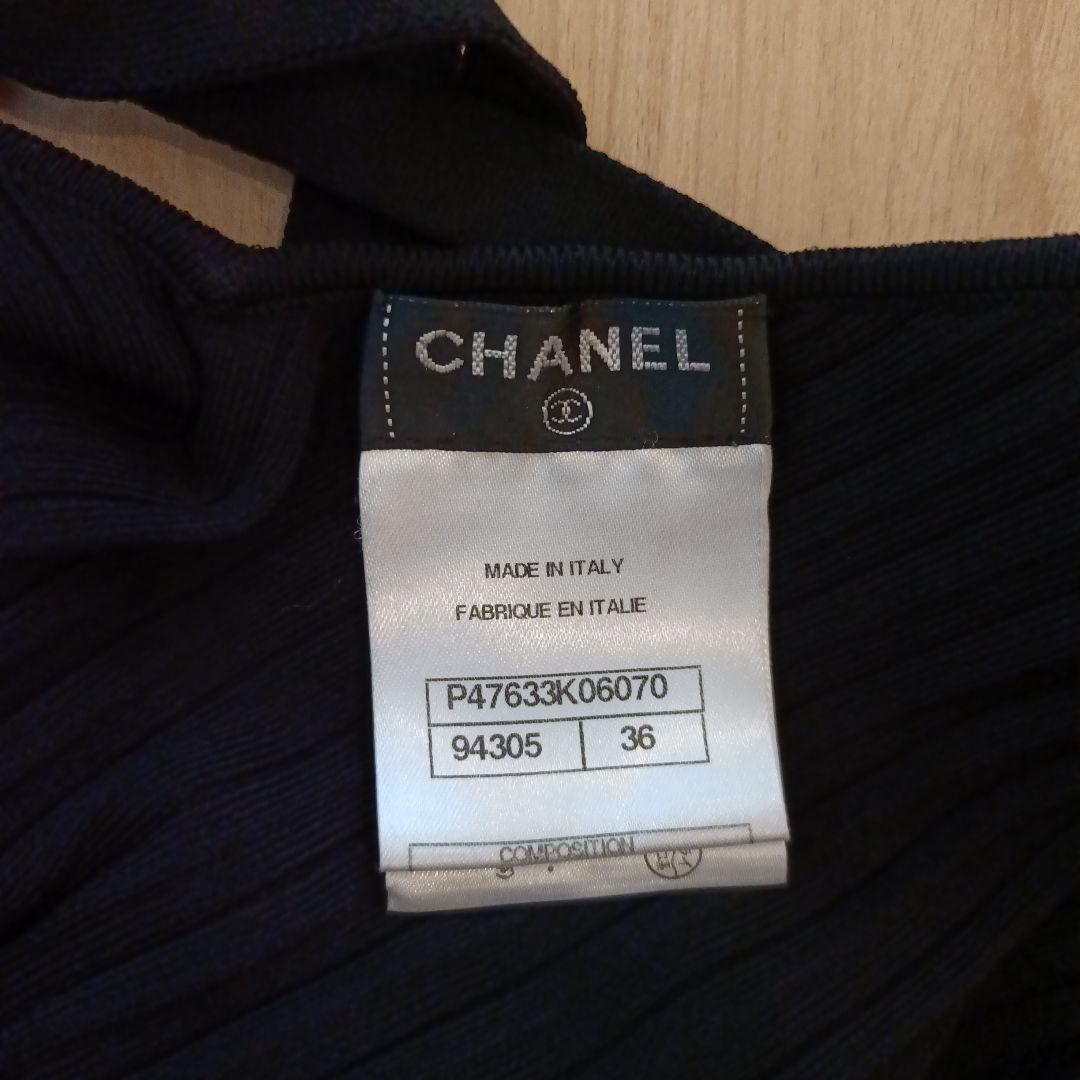 CHANEL
MADE IN ITALY
FABRIQUE EN ITALIE
P47633K06070
94305 36
COMPOSITION